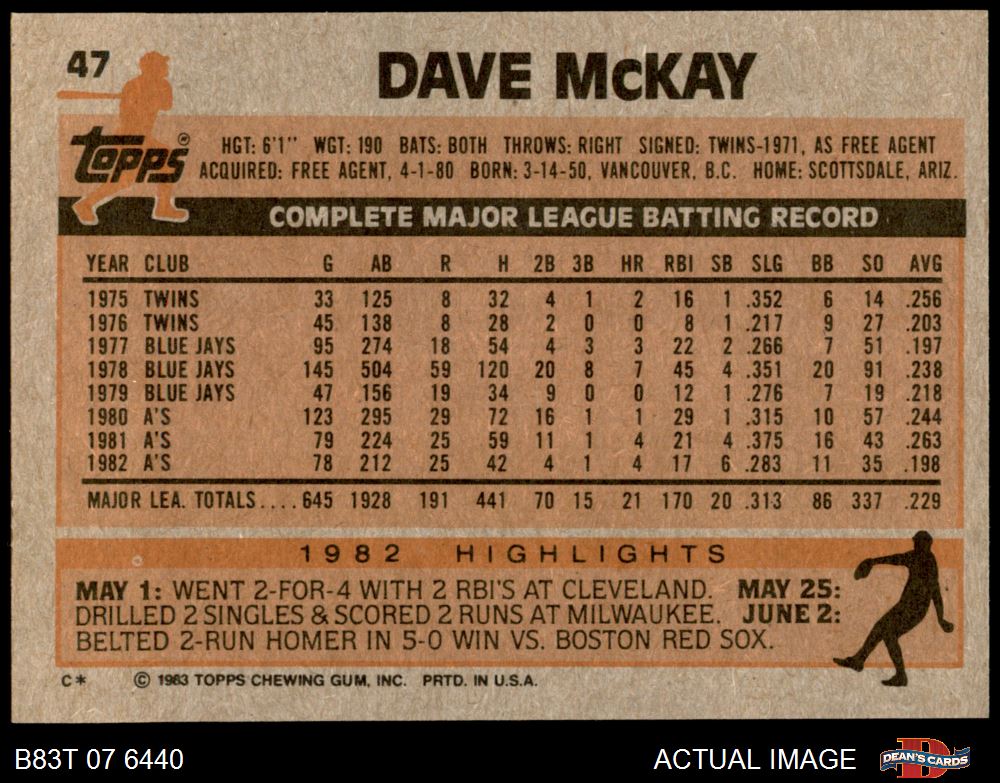 47
DAVE McKAY
topps®
HGT: 6'1" WGT: 190 BATS: BOTH THROWS: RIGHT SIGNED: TWINS-1971, AS FREE AGENT
ACQUIRED: FREE AGENT, 4-1-80 BORN: 3-14-50, VANCOUVER, B.C. HOME: SCOTTSDALE, ARIZ.
COMPLETE MAJOR LEAGUE BATTING RECORD
YEAR CLUB G AB R H 2B 3B HR RBI SB SLG BB SO AVG
1975 TWINS 33 125 8 32 4 1 2 16 1 .352 6 14 .256
1976 TWINS 45 138 8 28 2 0 0 8 1 .217 9 27 .203
1977 BLUE JAYS 95 274 18 54 4 3 3 22 2 .266 7 51 .197
1978 BLUE JAYS 145 504 59 120 20 8 7 45 4 .351 20 91 .238
1979 BLUE JAYS 47 156 19 34 9 0 0 12 1 .276 7 19 .218
1980 A'S 123 295 29 72 16 1 1 29 1 .315 10 57 .244
1981 A'S 79 224 25 59 11 1 4 21 4 .375 16 43 .263
1982 A'S 78 212 25 42 4 1 4 17 6 .283 11 35 .198
MAJOR LEA. TOTALS.... 645 1928 191 441 70 15 21 170 20 .313 86 337 .229
1982 HIGHLIGHTS
MAY 1: WENT 2-FOR-4 WITH 2 RBI'S AT CLEVELAND. MAY 25:
DRILLED 2 SINGLES & SCORED 2 RUNS AT MILWAUKEE. JUNE 2:
BELTED 2-RUN HOMER IN 5-0 WIN VS. BOSTON RED SOX.
C* © 1983 TOPPS CHEWING GUM, INC. PRTD. IN U.S.A.
B83T 07 6440 ACTUAL IMAGE DEAN'S CARDS